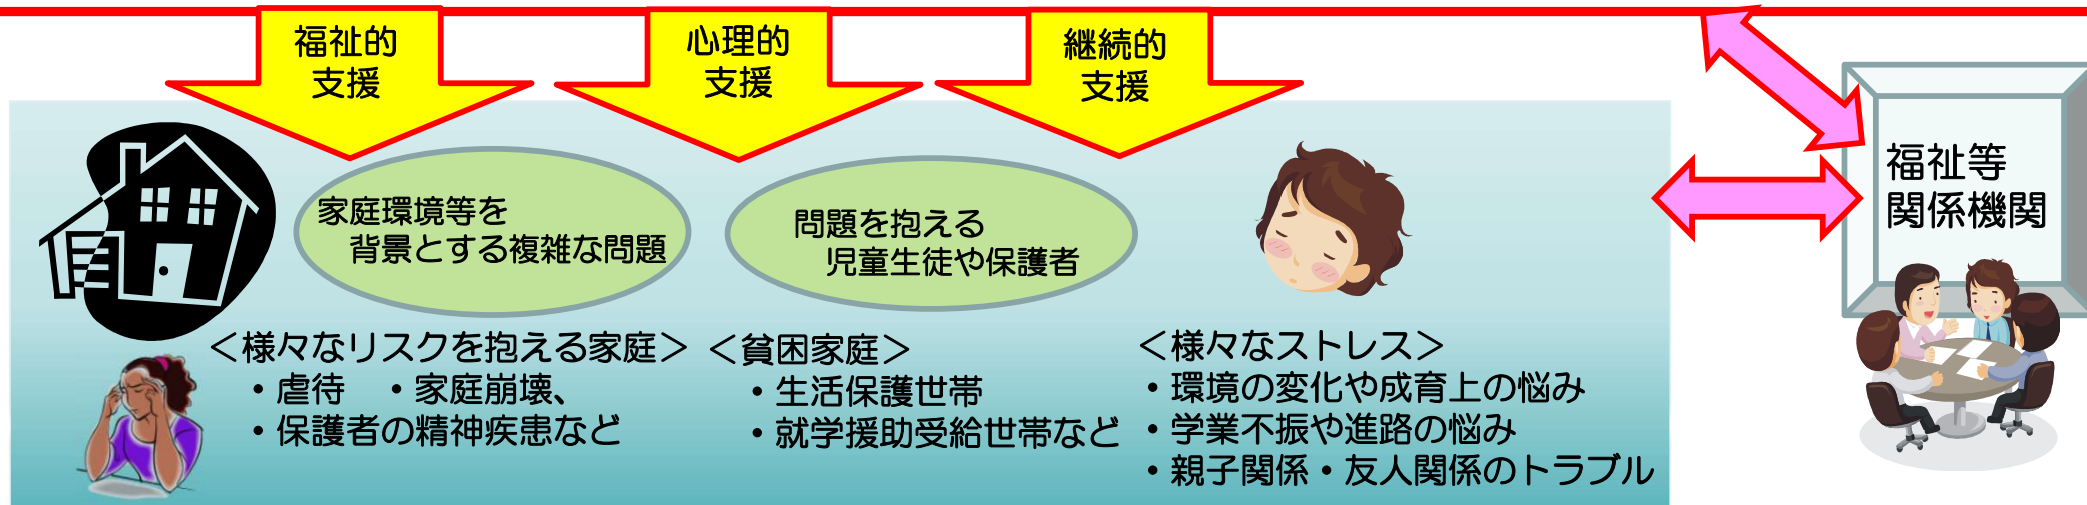 福祉的
支援
心理的
支援
継続的
支援
福祉等
関係機関
家庭環境等を
背景とする複雑な問題
問題を抱える
児童生徒や保護者
＜様々なリスクを抱える家庭＞
・虐待　・家庭崩壊、
・保護者の精神疾患など
＜貧困家庭＞
・生活保護世帯
・就学援助受給世帯など
＜様々なストレス＞
・環境の変化や成育上の悩み
・学業不振や進路の悩み
・親子関係・友人関係のトラブル